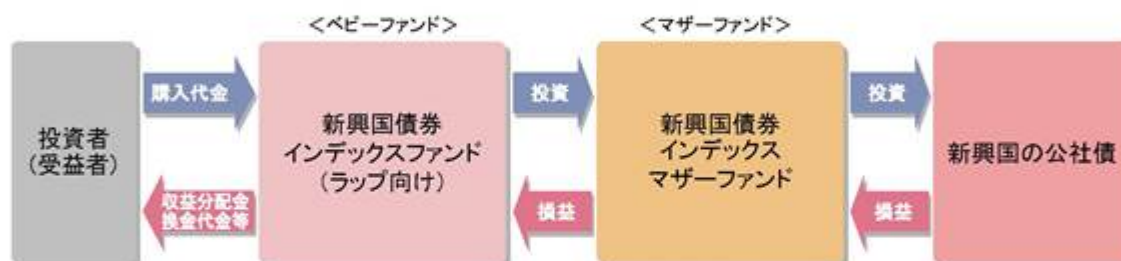 ＜ベビーファンド＞
＜マザーファンド＞
投資者
（受益者）
購入代金
収益分配金
換金代金等
新興国債券
インデックスファンド
（ラップ向け）
投資
損益
新興国債券
インデックス
マザーファンド
投資
損益
新興国の公社債